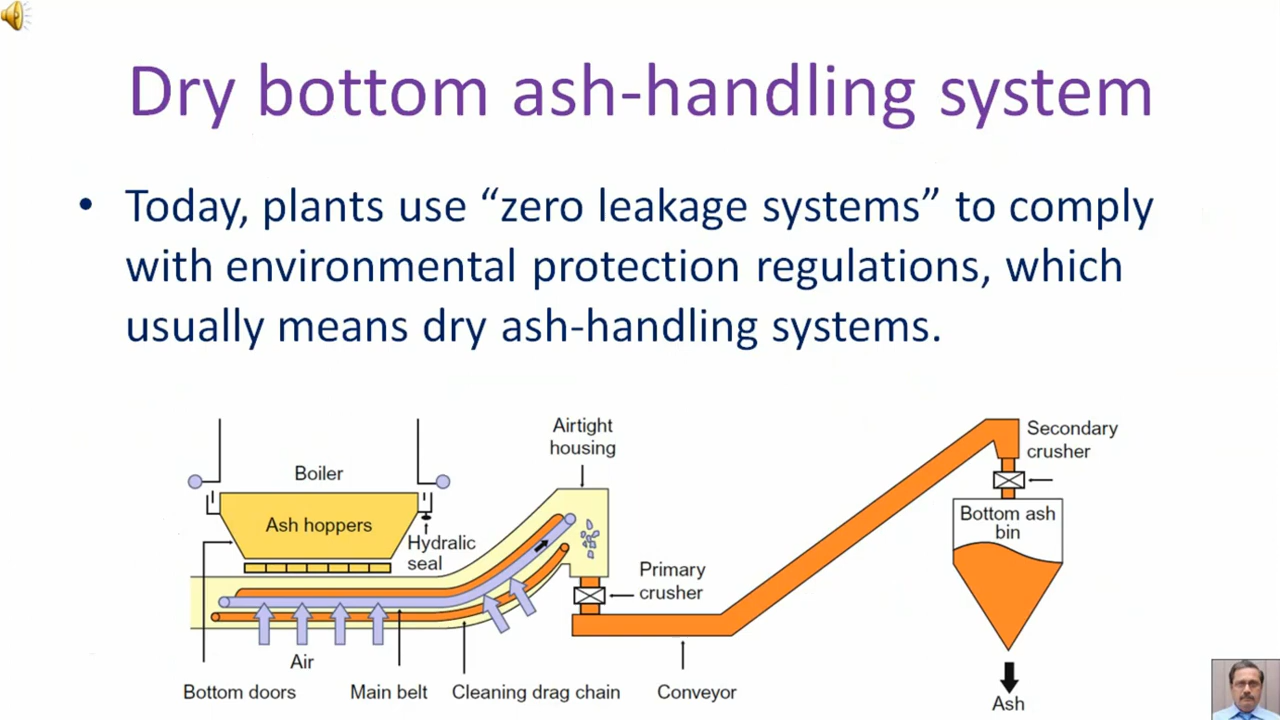 Dry bottom ash-handling system
• Today, plants use “zero leakage systems” to comply
with environmental protection regulations, which
usually means dry ash-handling systems.
Airtight
housing
Secondary
crusher
Boiler
Ash hoppers
Bottom ash
bin
Hydralic
seal
Primary
crusher
Air
Bottom doors
Main belt
Cleaning drag chain
Conveyor
Ash